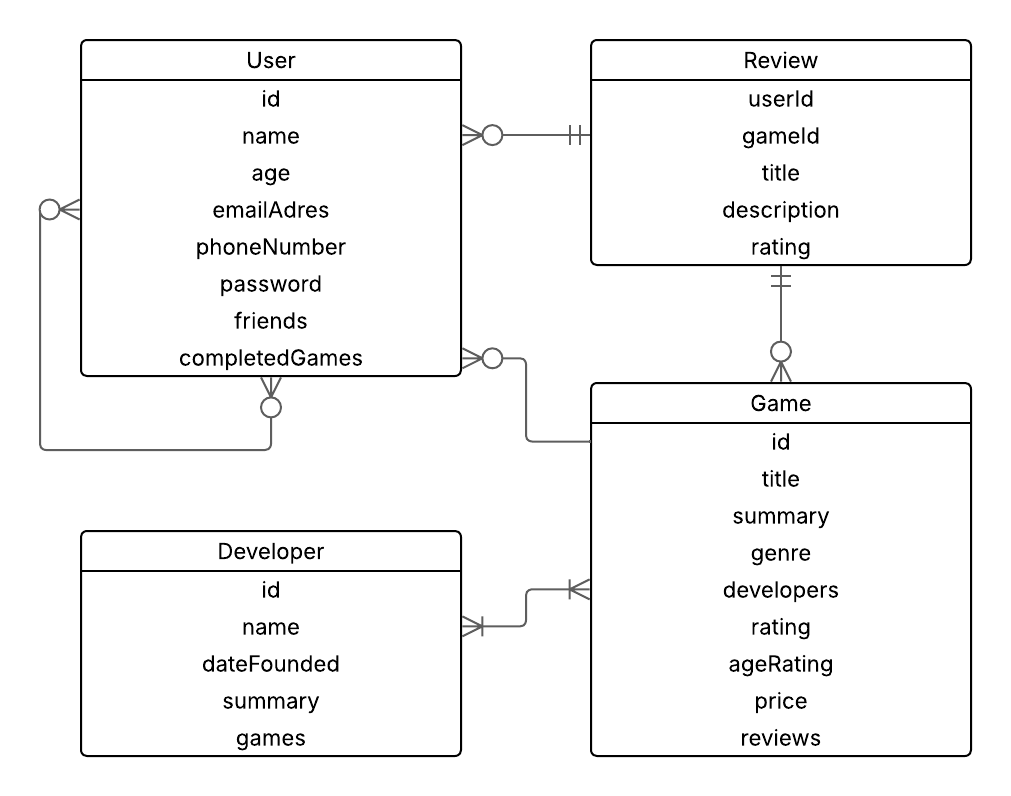 User
id
name
age
emailAdres
phoneNumber
password
friends
completedGames
Review
userId
gameId
title
description
rating
Developer
id
name
dateFounded
summary
games
Game
id
title
summary
genre
developers
rating
ageRating
price
reviews